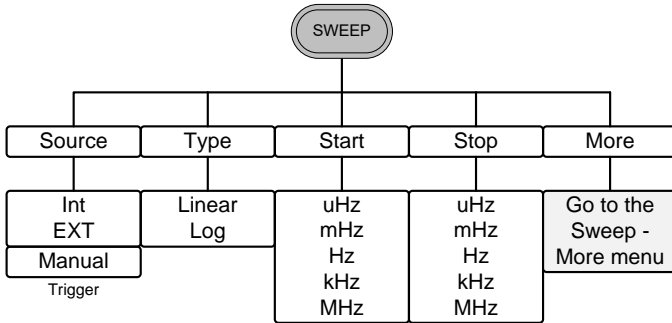 SWEEP
Source
Type
Start
Stop
More
Int
EXT
Manual
Trigger
Linear
Log
uHz
mHz
Hz
kHz
MHz
uHz
mHz
Hz
kHz
MHz
Go to the
Sweep -
More menu